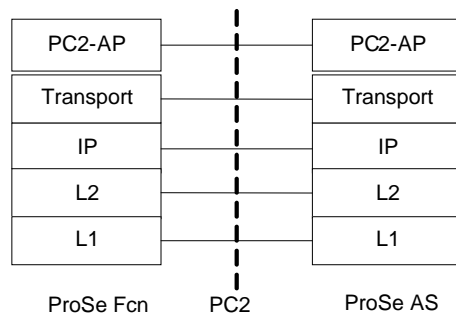 PC2-AP PC2-AP
Transport Transport
IP IP
L2 L2
L1 L1
ProSe Fcn PC2 ProSe AS